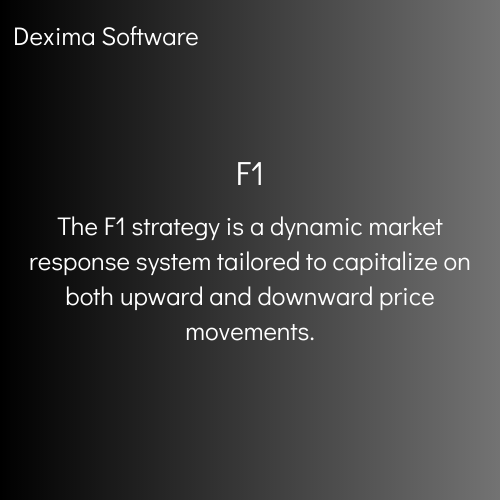 Dexima Software
F1
The F1 strategy is a dynamic market
response system tailored to capitalize on
both upward and downward price
movements.